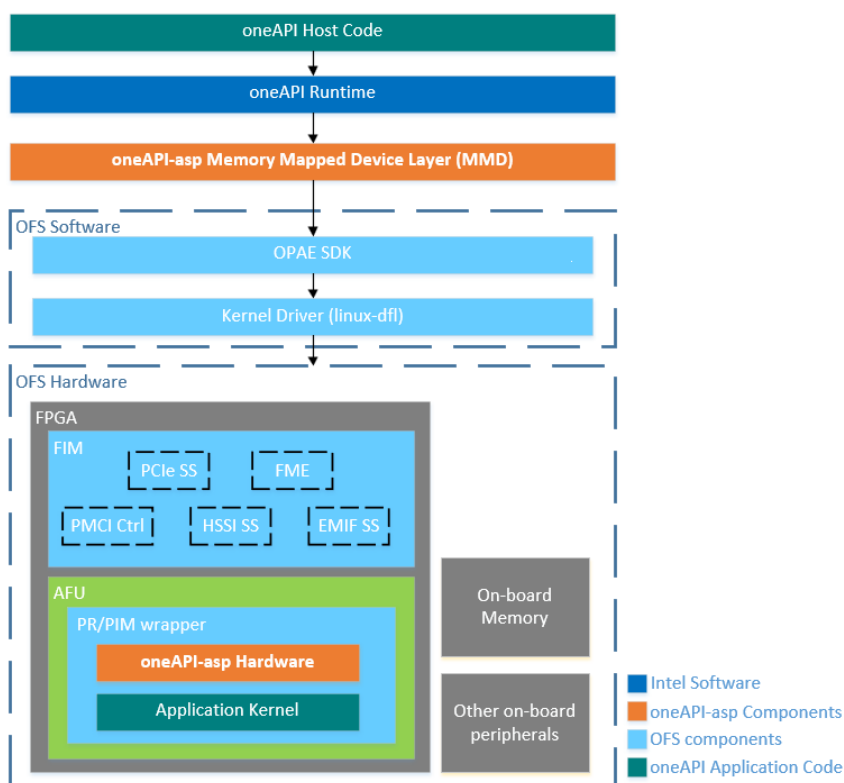 oneAPI Host Code
oneAPI Runtime
oneAPI-asp Memory Mapped Device Layer (MMD)
OFS Software
OPAE SDK
Kernel Driver (linux-dfl)
OFS Hardware
FPGA
FIM
PCIe SS
FME
PMCI Ctrl
HSSI SS
EMIF SS
AFU
PR/PIM wrapper
oneAPI-asp Hardware
Application Kernel
On-board
Memory
Other on-board
peripherals
Intel Software
oneAPI-asp Components
OFS components
oneAPI Application Code